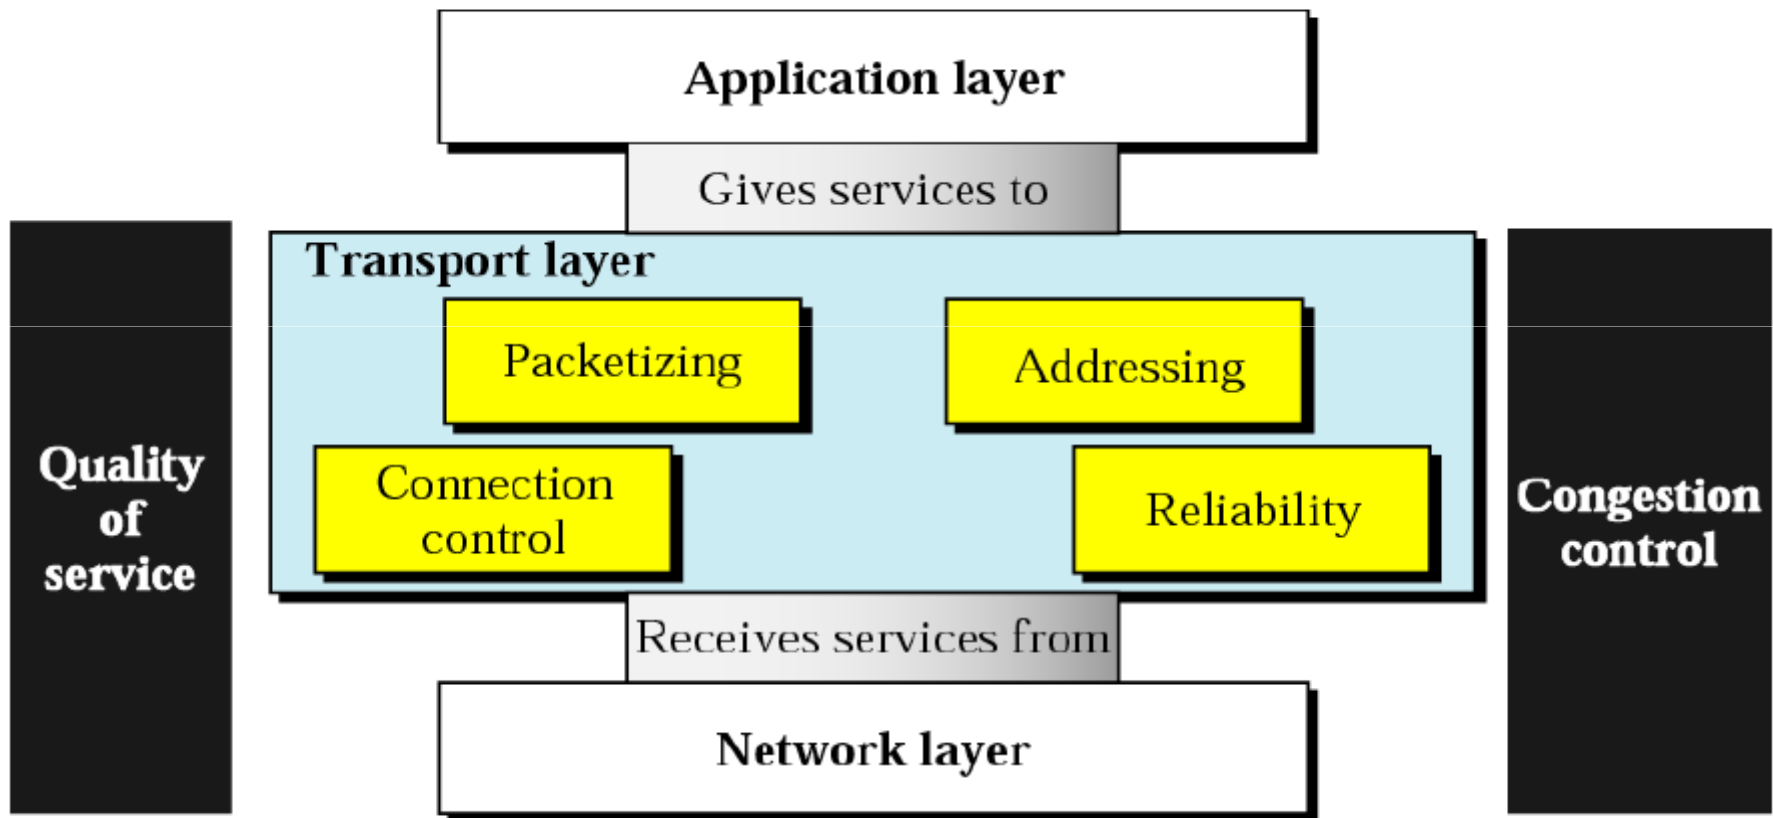 Application layer
Gives services to
Transport layer
Packetizing
Addressing
Connection
control
Reliability
Quality
of
service
Congestion
control
Receives services from
Network layer